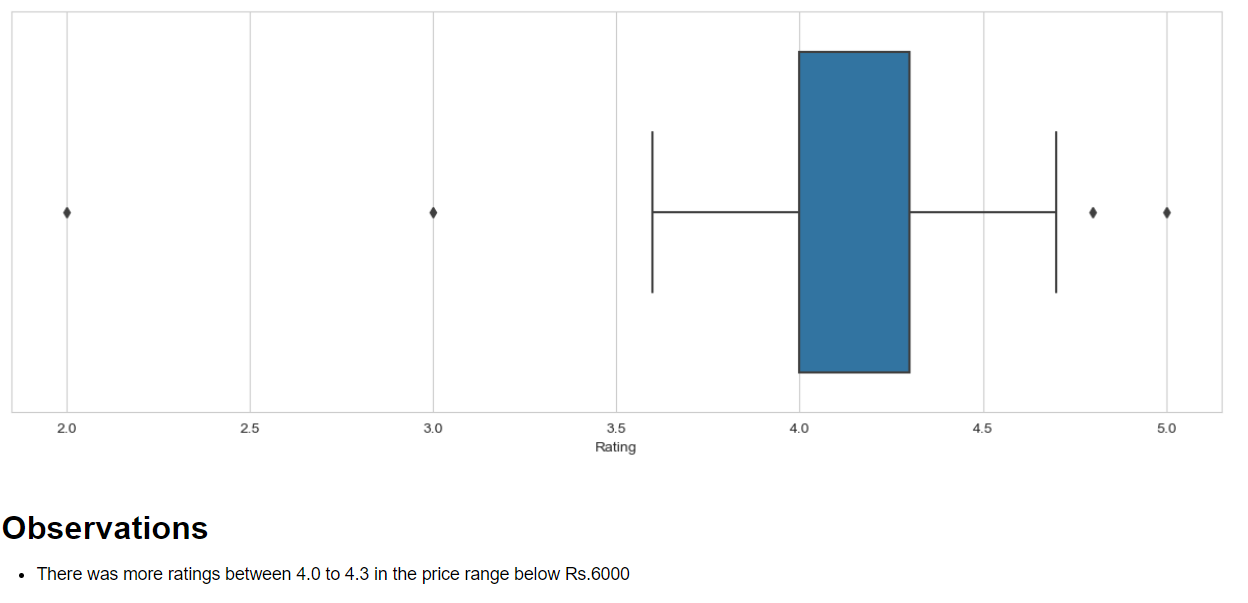 2.0 2.5 3.0 3.5 4.0 4.5 5.0
Rating
Observations
• There was more ratings between 4.0 to 4.3 in the price range below Rs.6000